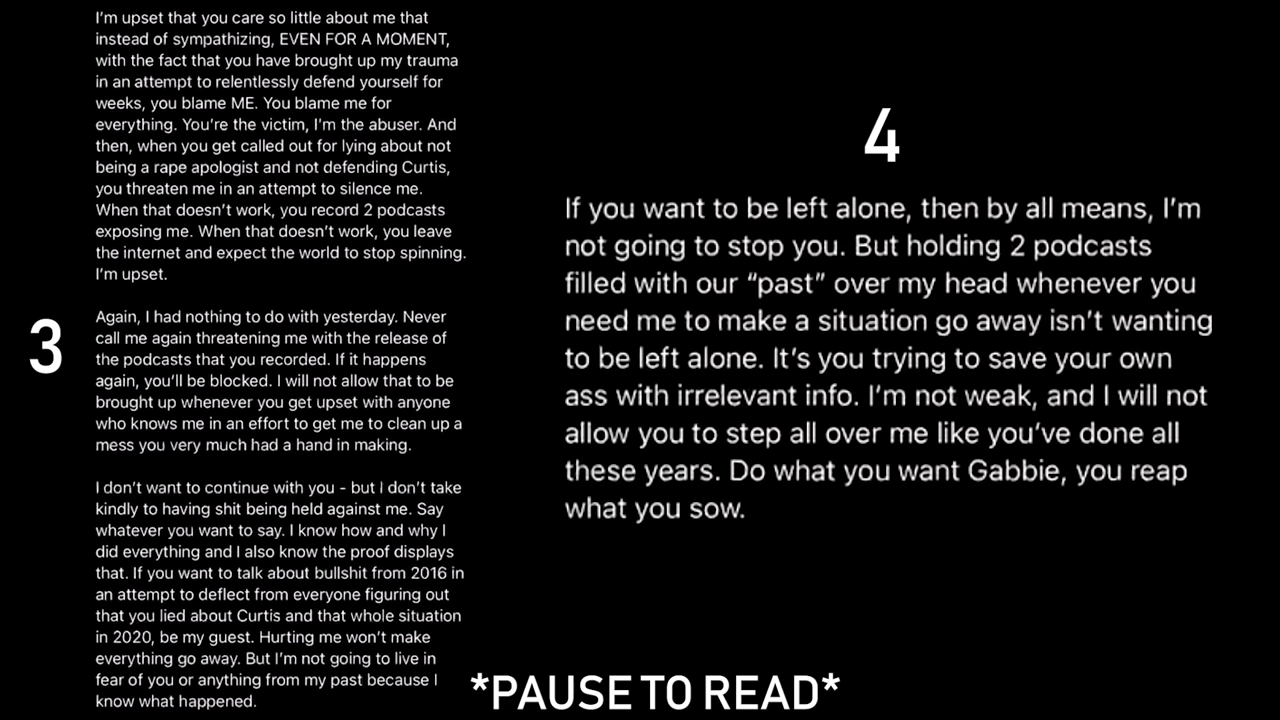 I’m upset that you care so little about me that
instead of sympathizing, EVEN FOR A MOMENT,
with the fact that you have brought up my trauma
in an attempt to relentlessly defend yourself for
weeks, you blame ME. You blame me for
everything. You’re the victim, I’m the abuser. And
then, when you get called out for lying about not
being a rape apologist and not defending Curtis,
you threaten me in an attempt to silence me.
When that doesn’t work, you record 2 podcasts
exposing me. When that doesn’t work, you leave
the internet and expect the world to stop spinning.
I’m upset.
3
Again, I had nothing to do with yesterday. Never
call me again threatening me with the release of
the podcasts that you recorded. If it happens
again, you’ll be blocked. I will not allow that to be
brought up whenever you get upset with anyone
who knows me in an effort to get me to clean up a
mess you very much had a hand in making.
I don’t want to continue with you - but I don’t take
kindly to having shit being held against me. Say
whatever you want to say. I know how and why I
did everything and I also know the proof displays
that. If you want to talk about bullshit from 2016 in
an attempt to deflect from everyone figuring out
that you lied about Curtis and that whole situation
in 2020, be my guest. Hurting me won’t make
everything go away. But I’m not going to live in
fear of you or anything from my past because I
know what happened.
4
If you want to be left alone, then by all means, I’m
not going to stop you. But holding 2 podcasts
filled with our “past” over my head whenever you
need me to make a situation go away isn’t wanting
to be left alone. It’s you trying to save your own
ass with irrelevant info. I’m not weak, and I will not
allow you to step all over me like you’ve done all
these years. Do what you want Gabbie, you reap
what you sow.
*PAUSE TO READ*